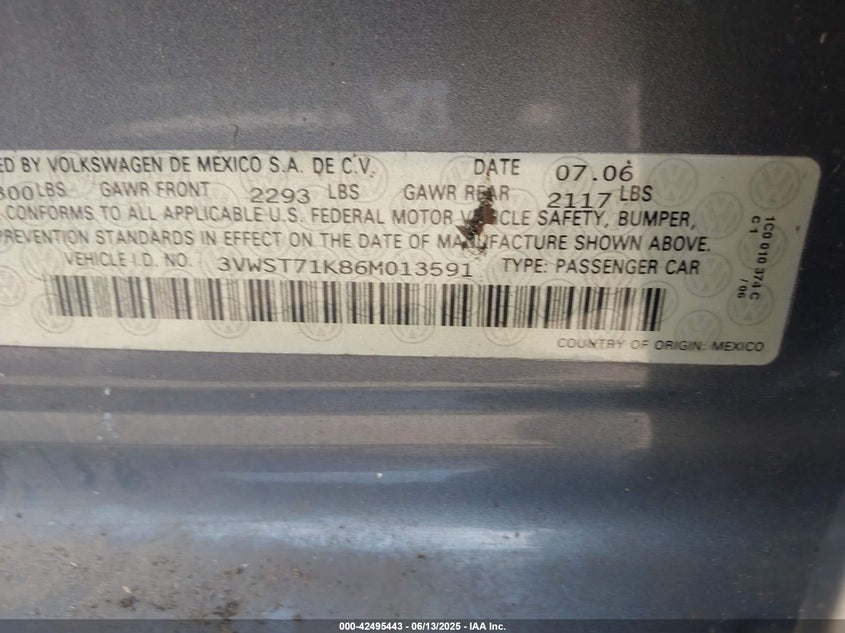 ED BY VOLKSWAGEN DE MEXICO S.A. DE C.V. DATE 07.06
300 LBS GAWR FRONT 2293 LBS GAWR REAR 2117 LBS
CONFORMS TO ALL APPLICABLE U.S. FEDERAL MOTOR VEHICLE SAFETY, BUMPER,
PREVENTION STANDARDS IN EFFECT ON THE DATE OF MANUFACTURE SHOWN ABOVE.
VEHICLE I.D. NO. 3VWST71K86M013591 TYPE: PASSENGER CAR
COUNTRY OF ORIGIN: MEXICO
1C0 010 374 C
C1 /06
000-42495443 - 06/13/2025 - IAA Inc.